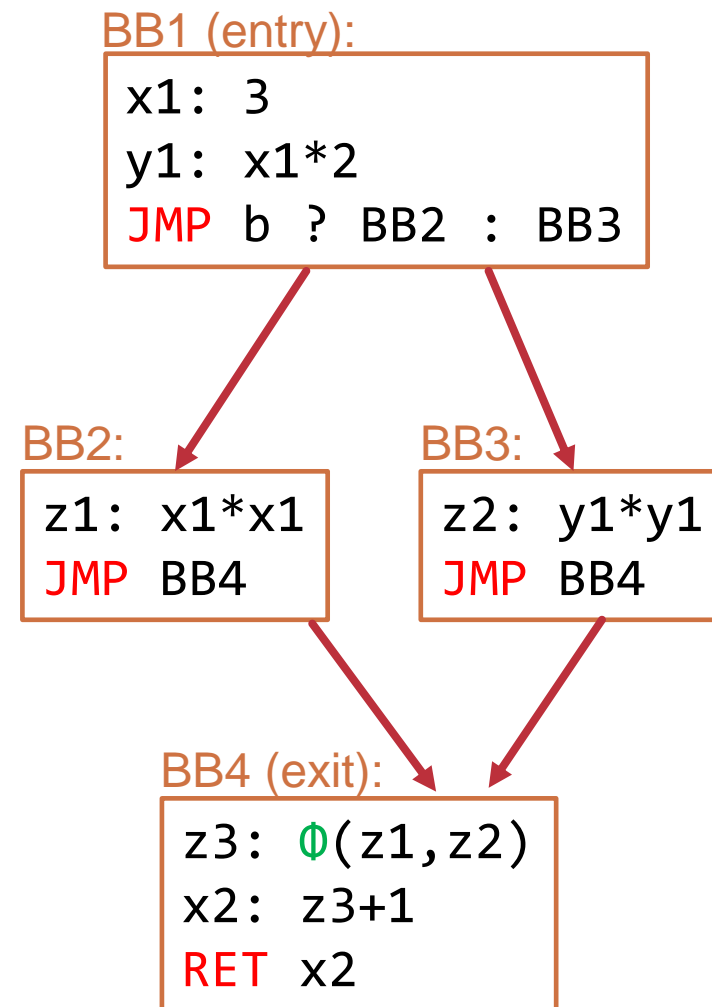 BB1 (entry):
x1: 3
y1: x1*2
JMP b ? BB2 : BB3
BB2:
z1: x1*x1
JMP BB4
BB3:
z2: y1*y1
JMP BB4
BB4 (exit):
z3: Φ(z1,z2)
x2: z3+1
RET x2